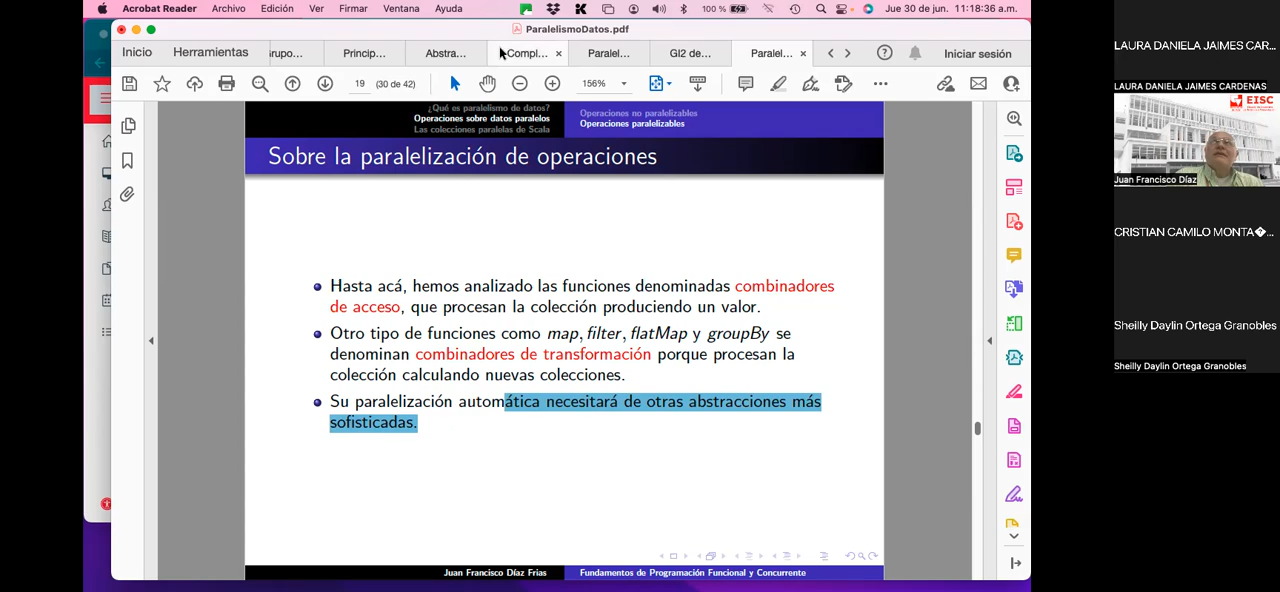 Acrobat Reader Archivo Edición Ver Firmar Ventana Ayuda 100 % Jue 30 de jun. 11:18:36 a.m.
ParalelismoDatos.pdf
Inicio Herramientas irupo... Princip... Abstra... Compl... × Paralel... GI2 de... Paralel... × Iniciar sesión
19 (30 de 42) 156%
¿Qué es paralelismo de datos?
Operaciones sobre datos paralelos
Las colecciones paralelas de Scala
Operaciones no paralelizables
Operaciones paralelizables
Sobre la paralelización de operaciones
Hasta acá, hemos analizado las funciones denominadas combinadores
de acceso, que procesan la colección produciendo un valor.
Otro tipo de funciones como map, filter, flatMap y groupBy se
denominan combinadores de transformación porque procesan la
colección calculando nuevas colecciones.
Su paralelización automática necesitará de otras abstracciones más
sofisticadas.
Juan Francisco Díaz Frias Fundamentos de Programación Funcional y Concurrente
LAURA DANIELA JAIMES CAR...
LAURA DANIELA JAIMES CARDENAS
EISC
Juan Francisco Díaz
CRISTIAN CAMILO MONTA�...
Sheilly Daylin Ortega Granobles
Sheilly Daylin Ortega Granobles